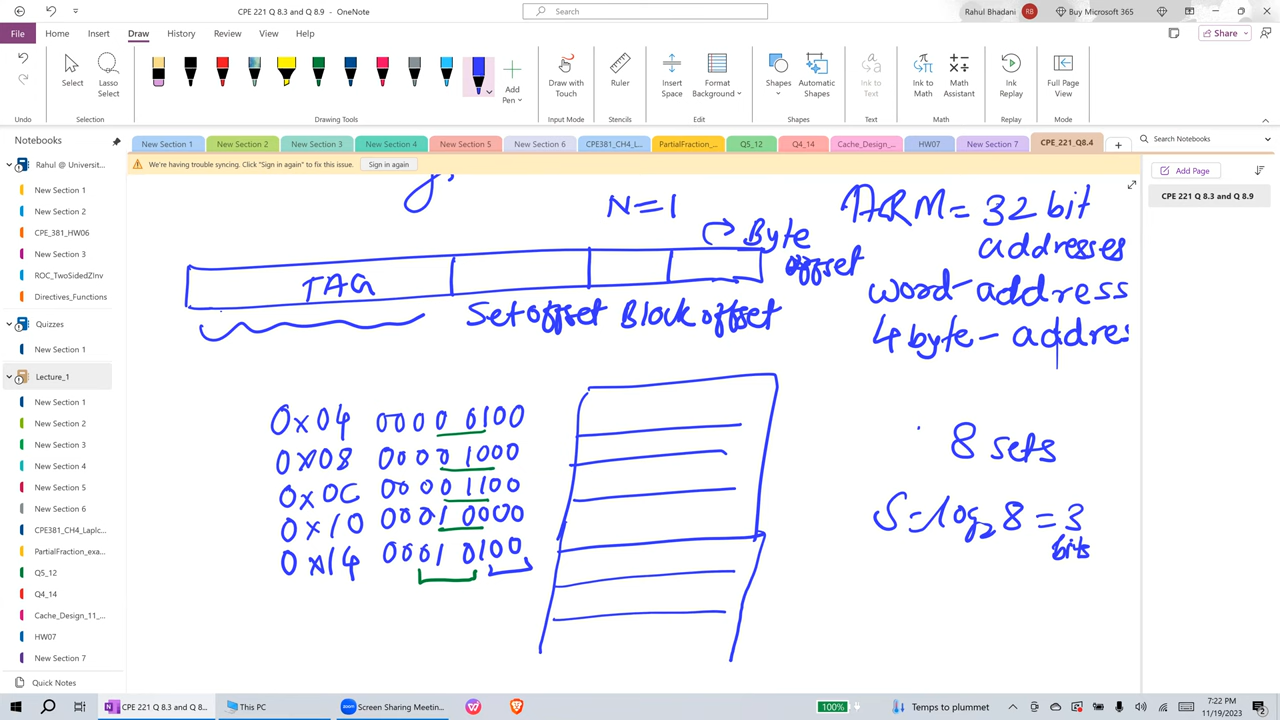 CPE 221 Q 8.3 and Q 8.9 - OneNote
Search
Rahul Bhadani
RB
Buy Microsoft 365
File
Home
Insert
Draw
History
Review
View
Help
Share
Undo
Select
Lasso Select
Add Pen
Draw with Touch
Ruler
Insert Space
Format Background
Shapes
Automatic Shapes
Ink to Text
Ink to Math
Math Assistant
Ink Replay
Full Page View
Undo
Selection
Drawing Tools
Input Mode
Stencils
Edit
Shapes
Text
Math
Replay
View
Notebooks
New Section 1
New Section 2
New Section 3
New Section 4
New Section 5
New Section 6
CPE381_CH4_L...
PartialFraction_...
Q5_12
Q4_14
Cache_Design_...
HW07
New Section 7
CPE_221_Q8.4
Search Notebooks
We're having trouble syncing. Click "Sign in again" to fix this issue.
Sign in again
Add Page
CPE 221 Q 8.3 and Q 8.9
Rahul @ Universit...
New Section 1
New Section 2
CPE_381_HW06
New Section 3
ROC_TwoSidedZInv
Directives_Functions
Quizzes
New Section 1
Lecture_1
New Section 1
New Section 2
New Section 3
New Section 4
New Section 5
New Section 6
CPE381_CH4_Laplc...
PartialFraction_exa...
Q5_12
Q4_14
Cache_Design_11_...
HW07
New Section 7
Quick Notes
N=1
Byte offset
TAG
Set offset Block offset
ARM = 32 bit
addresses
word-address
4 byte - addres
0x04 0000 0100
0x08 0000 1000
0x0C 0000 1100
0x10 0001 0000
0x14 0001 0100
8 sets
S = log2 8 = 3
bits
CPE 221 Q 8.3 and Q 8...
This PC
Screen Sharing Meetin...
100%
Temps to plummet
7:22 PM
11/19/2023
2